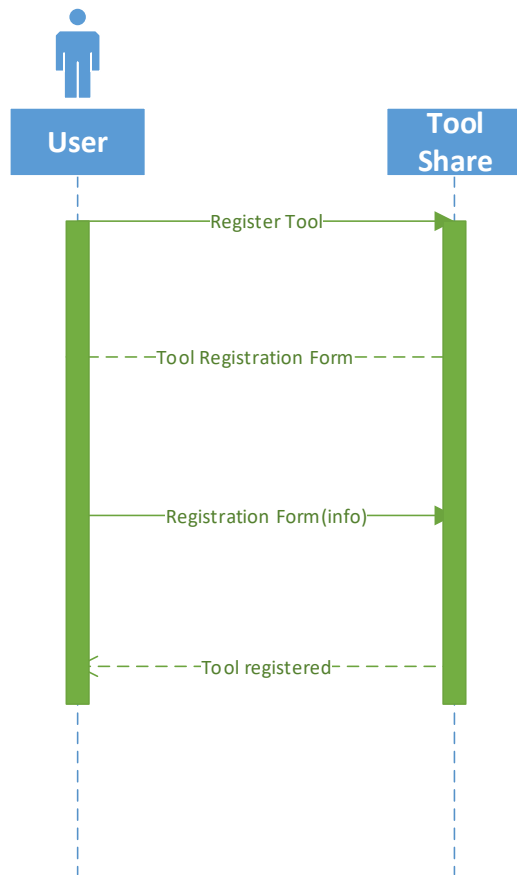 User
Tool
Share
Register Tool
Tool Registration Form
Registration Form(info)
Tool registered